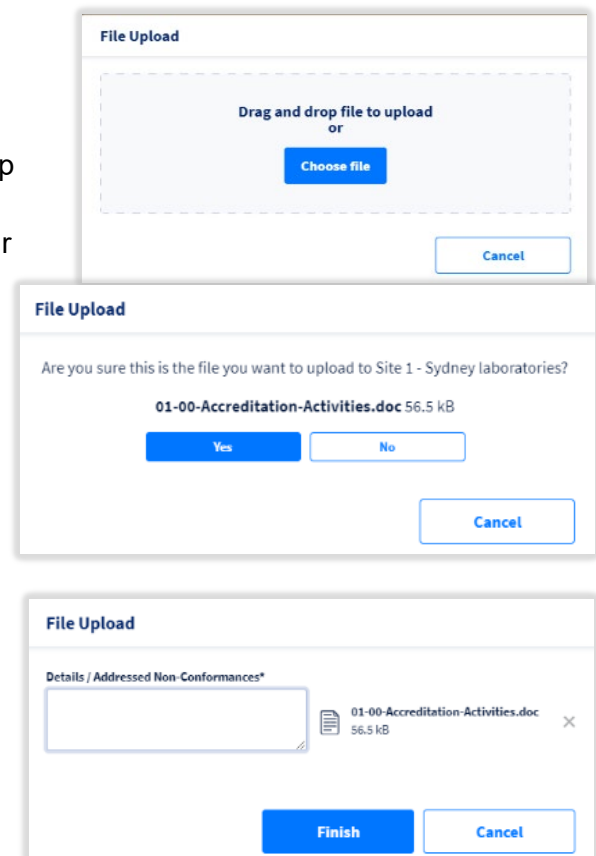 File Upload
Drag and drop file to upload
or
Choose file
p
r
Cancel
File Upload
Are you sure this is the file you want to upload to Site 1 - Sydney laboratories?
01-00-Accreditation-Activities.doc 56.5 kB
Yes No
Cancel
File Upload
Details / Addressed Non-Conformances*
01-00-Accreditation-Activities.doc
56.5 kB
Finish Cancel